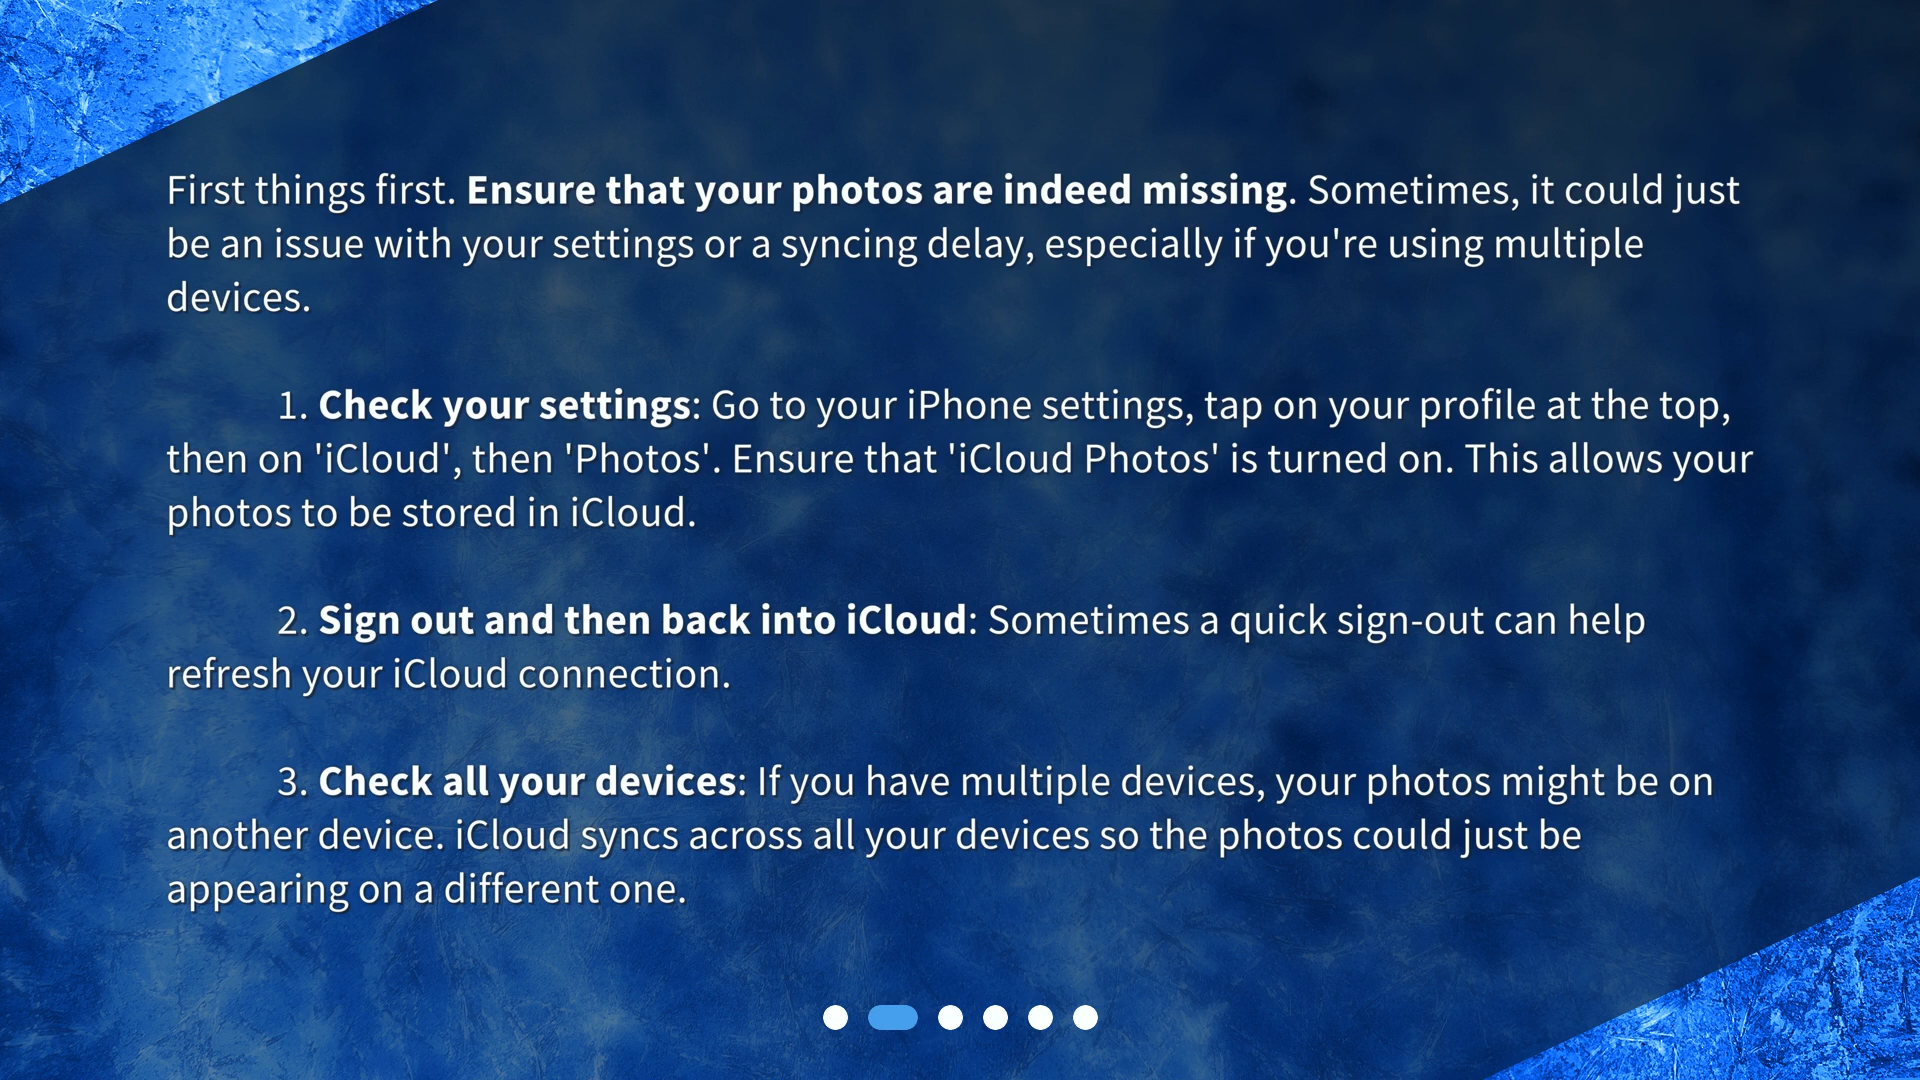 First things first. Ensure that your photos are indeed missing. Sometimes, it could just
be an issue with your settings or a syncing delay, especially if you're using multiple
devices.
1. Check your settings: Go to your iPhone settings, tap on your profile at the top,
then on 'iCloud', then 'Photos'. Ensure that 'iCloud Photos' is turned on. This allows your
photos to be stored in iCloud.
2. Sign out and then back into iCloud: Sometimes a quick sign-out can help
refresh your iCloud connection.
3. Check all your devices: If you have multiple devices, your photos might be on
another device. iCloud syncs across all your devices so the photos could just be
appearing on a different one.